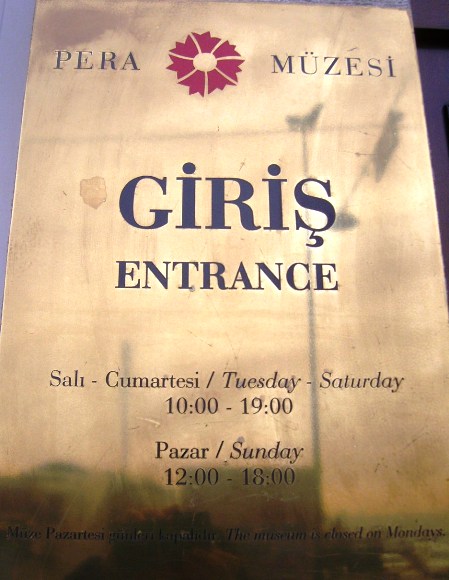 PERA MÜZESİ
GİRİŞ
ENTRANCE
Salı - Cumartesi / Tuesday - Saturday
10:00 - 19:00
Pazar / Sunday
12:00 - 18:00
Müze Pazartesi günleri kapalıdır. The museum is closed on Mondays.